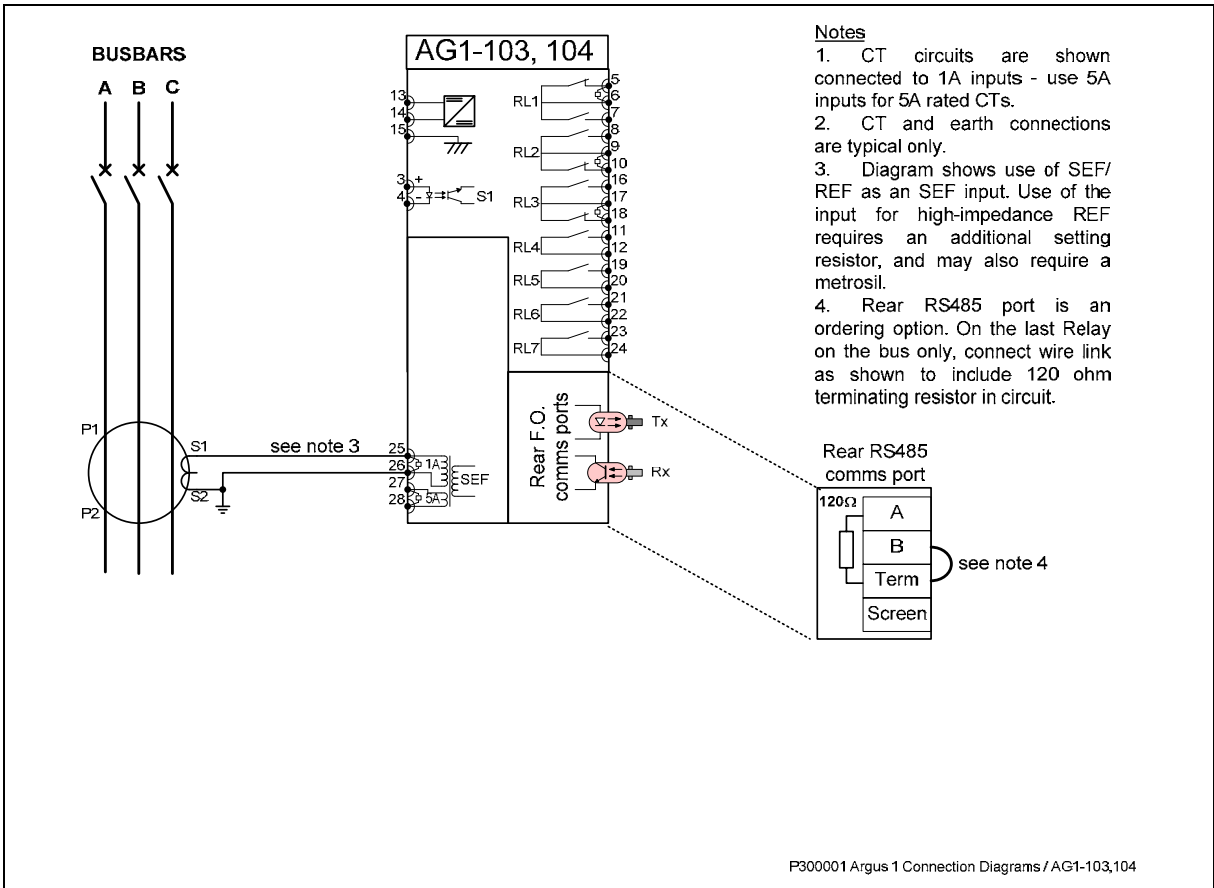 BUSBARS
A B C
AG1-103, 104
13
14
15
3 +
4 -
S1
RL1
5
6
7
RL2
8
9
10
RL3
16
17
18
RL4
11
12
RL5
19
20
RL6
21
22
RL7
23
24
P1
P2
S1
S2
see note 3
25
26
27
28
1A
5A
SEF
Rear F.O.
comms ports
Tx
Rx
Notes
1. CT circuits are shown
connected to 1A inputs - use 5A
inputs for 5A rated CTs.
2. CT and earth connections
are typical only.
3. Diagram shows use of SEF/
REF as an SEF input. Use of the
input for high-impedance REF
requires an additional setting
resistor, and may also require a
metrosil.
4. Rear RS485 port is an
ordering option. On the last Relay
on the bus only, connect wire link
as shown to include 120 ohm
terminating resistor in circuit.
Rear RS485
comms port
120Ω
A
B
Term
Screen
see note 4
P300001 Argus 1 Connection Diagrams / AG1-103,104